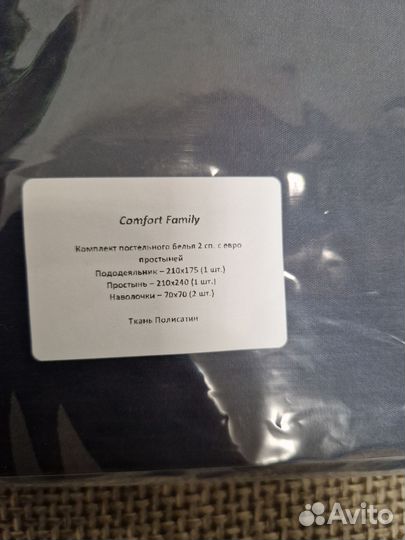 Comfort Family
Комплект постельного белья 2 сп. с евро
простыней
Пододеяльник – 210х175 (1 шт.)
Простынь – 210х240 (1 шт.)
Наволочки – 70х70 (2 шт.)
Ткань Полисатин
Avito